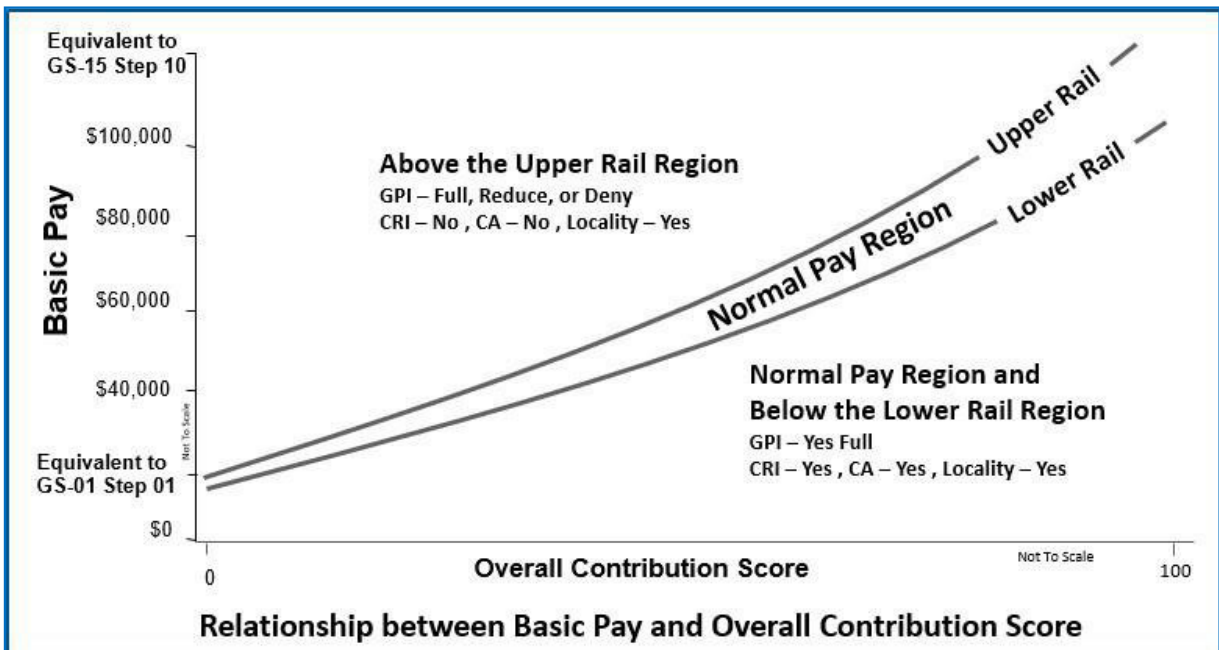 Equivalent to
GS-15 Step 10
$100,000
$80,000
$60,000
$40,000
Equivalent to
GS-01 Step 01
$0
Basic Pay
Not To Scale
Above the Upper Rail Region
GPI – Full, Reduce, or Deny
CRI – No , CA – No , Locality – Yes
Upper Rail
Normal Pay Region
Lower Rail
Normal Pay Region and
Below the Lower Rail Region
GPI – Yes Full
CRI – Yes , CA – Yes , Locality – Yes
0
Overall Contribution Score
Not To Scale
100
Relationship between Basic Pay and Overall Contribution Score